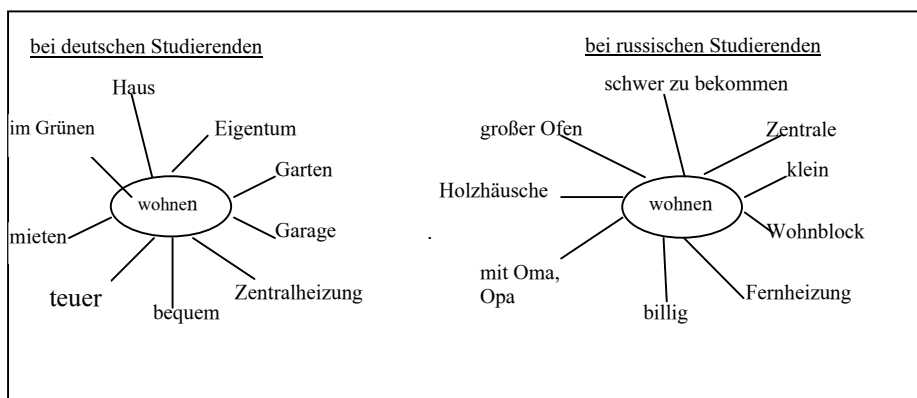 bei deutschen Studierenden
Haus
im Grünen
Eigentum
Garten
wohnen
mieten
Garage
teuer
bequem
Zentralheizung
bei russischen Studierenden
schwer zu bekommen
großer Ofen
Zentrale
klein
Holzhäusche
wohnen
Wohnblock
mit Oma,
Opa
billig
Fernheizung